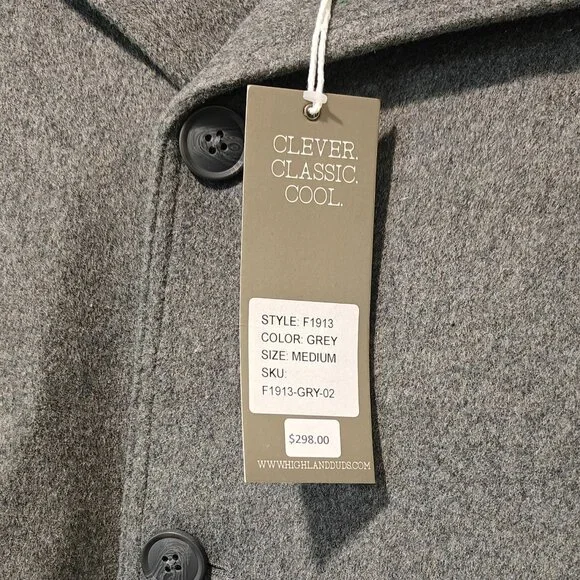 CLEVER.
CLASSIC.
COOL.
STYLE: F1913
COLOR: GREY
SIZE: MEDIUM
SKU:
F1913-GRY-02
$298.00
WWW.HIGHLANDDUDS.COM